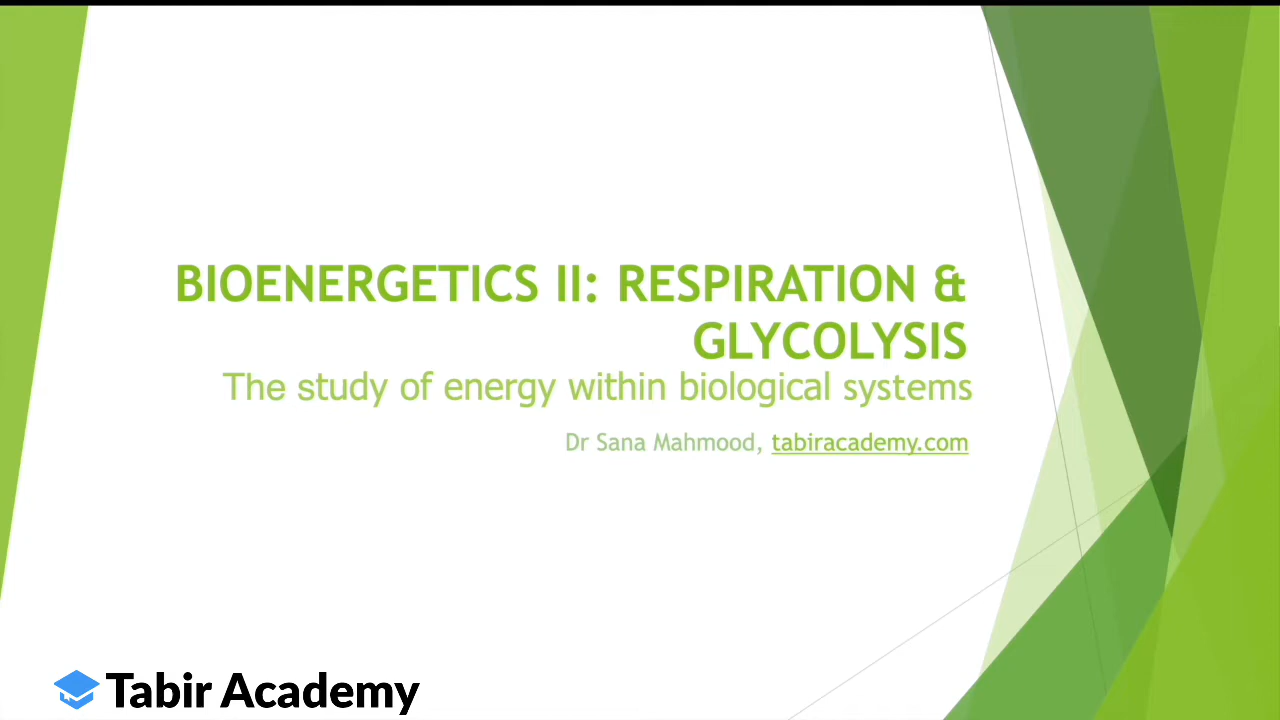 BIOENERGETICS II: RESPIRATION &
GLYCOLYSIS
The study of energy within biological systems
Dr Sana Mahmood, tabiracademy.com
Tabir Academy